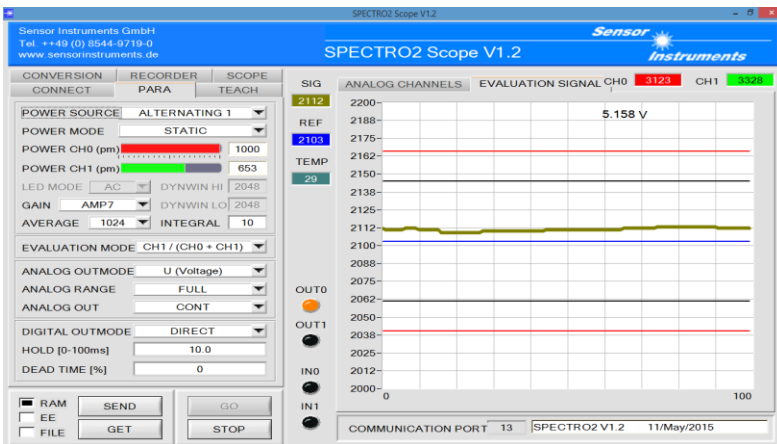 SPECTRO2 Scope V1.2
Sensor Instruments GmbH
Tel. ++49 (0) 8544-9719-0
www.sensorinstruments.de
SPECTRO2 Scope V1.2
Sensor
Instruments
CONVERSION RECORDER SCOPE
CONNECT PARA TEACH
POWER SOURCE ALTERNATING 1
POWER MODE STATIC
POWER CH0 (pm) 1000
POWER CH1 (pm) 653
LED MODE AC DYNWIN HI 2048
GAIN AMP7 DYNWIN LO 2048
AVERAGE 1024 INTEGRAL 10
EVALUATION MODE CH1 / (CH0 + CH1)
ANALOG OUTMODE U (Voltage)
ANALOG RANGE FULL
ANALOG OUT CONT
DIGITAL OUTMODE DIRECT
HOLD [0-100ms] 10.0
DEAD TIME [%] 0
RAM
EE
FILE
SEND GO
GET STOP
SIG
2112
REF
2103
TEMP
29
OUT0
OUT1
IN0
IN1
ANALOG CHANNELS EVALUATION SIGNAL CH0 3123 CH1 3328
5.158 V
2200-
2188-
2175-
2162-
2150-
2138-
2125-
2112-
2100-
2088-
2075-
2062-
2050-
2038-
2025-
2012-
2000-
0 100
COMMUNICATION PORT 13 SPECTRO2 V1.2 11/May/2015